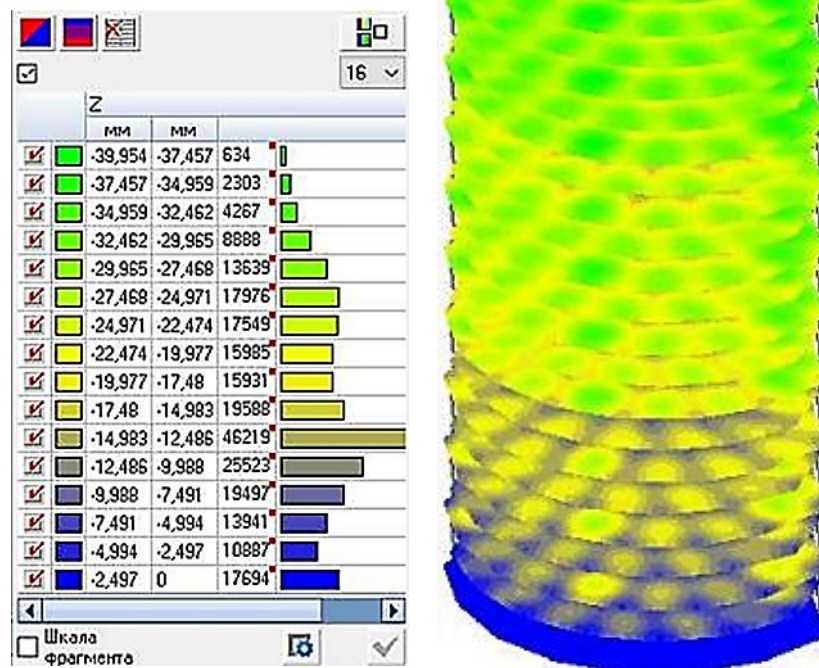 16
Z
мм мм
-39,954 -37,457 634
-37,457 -34,959 2303
-34,959 -32,462 4267
-32,462 -29,965 8888
-29,965 -27,468 13639
-27,468 -24,971 17976
-24,971 -22,474 17549
-22,474 -19,977 15985
-19,977 -17,48 15931
-17,48 -14,983 19588
-14,983 -12,486 46219
-12,486 -9,988 25523
-9,988 -7,491 19497
-7,491 -4,994 13941
-4,994 -2,497 10887
-2,497 0 17694
Шкала
фрагмента